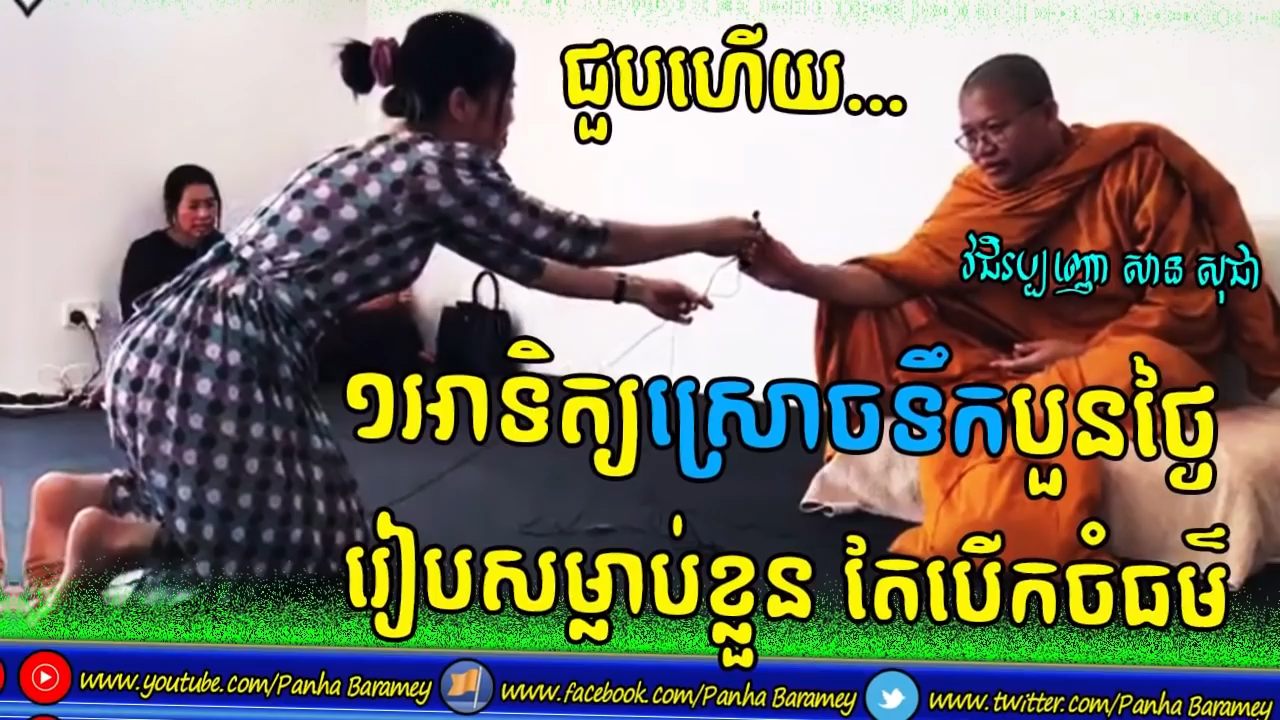 ជួបហើយ...
វជិរប្បញ្ញោ សាន សុជា
១អាទិត្យស្រោចទឹកបួនថ្ងៃ
រៀបសម្លាប់ខ្លួន តែបើកចំធម៌
www.youtube.com/Panha Baramey
www.facebook.com/Panha Baramey
www.twitter.com/Panha Baramey